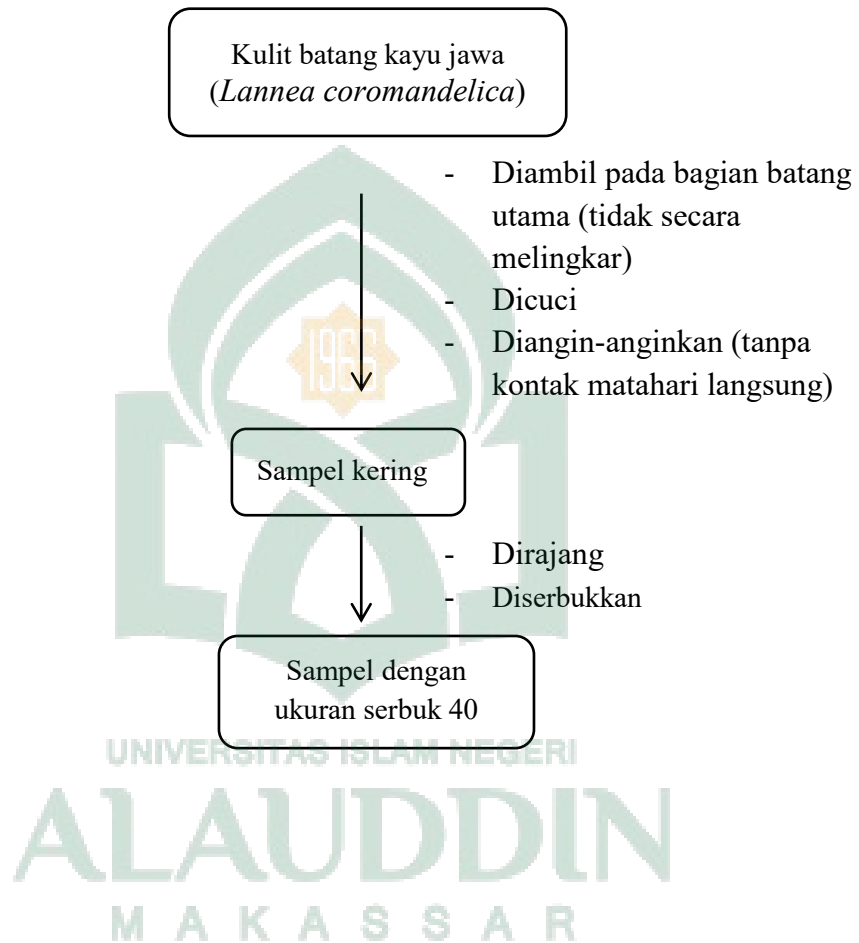 Kulit batang kayu jawa
(Lannea coromandelica)
- Diambil pada bagian batang
utama (tidak secara
melingkar)
- Dicuci
- Diangin-anginkan (tanpa
kontak matahari langsung)
1965
Sampel kering
- Dirajang
- Diserbukkan
Sampel dengan
ukuran serbuk 40
UNIVERSITAS ISLAM NEGERI
ALAUDDIN
MAKASSAR